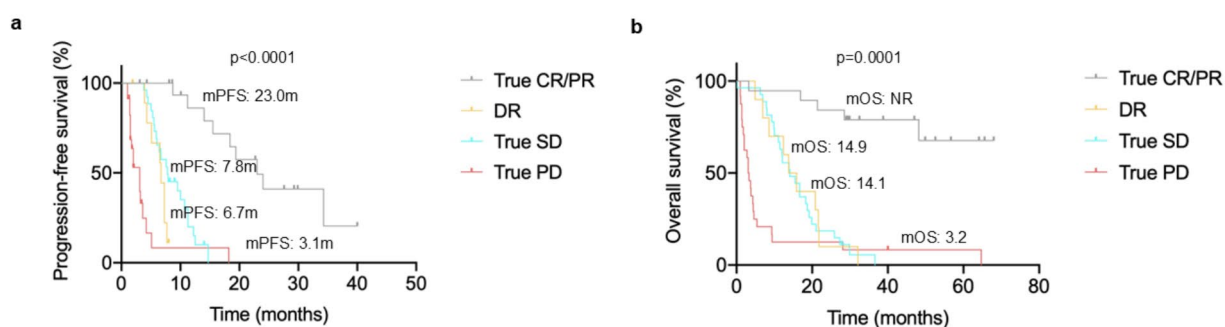 a
p<0.0001
Progression-free survival (%)
100
50
0
mPFS: 23.0m
mPFS: 7.8m
mPFS: 6.7m
mPFS: 3.1m
0 10 20 30 40 50
Time (months)
True CR/PR
DR
True SD
True PD
b
p=0.0001
Overall survival (%)
100
50
0
mOS: NR
mOS: 14.9
mOS: 14.1
mOS: 3.2
0 20 40 60 80
Time (months)
True CR/PR
DR
True SD
True PD